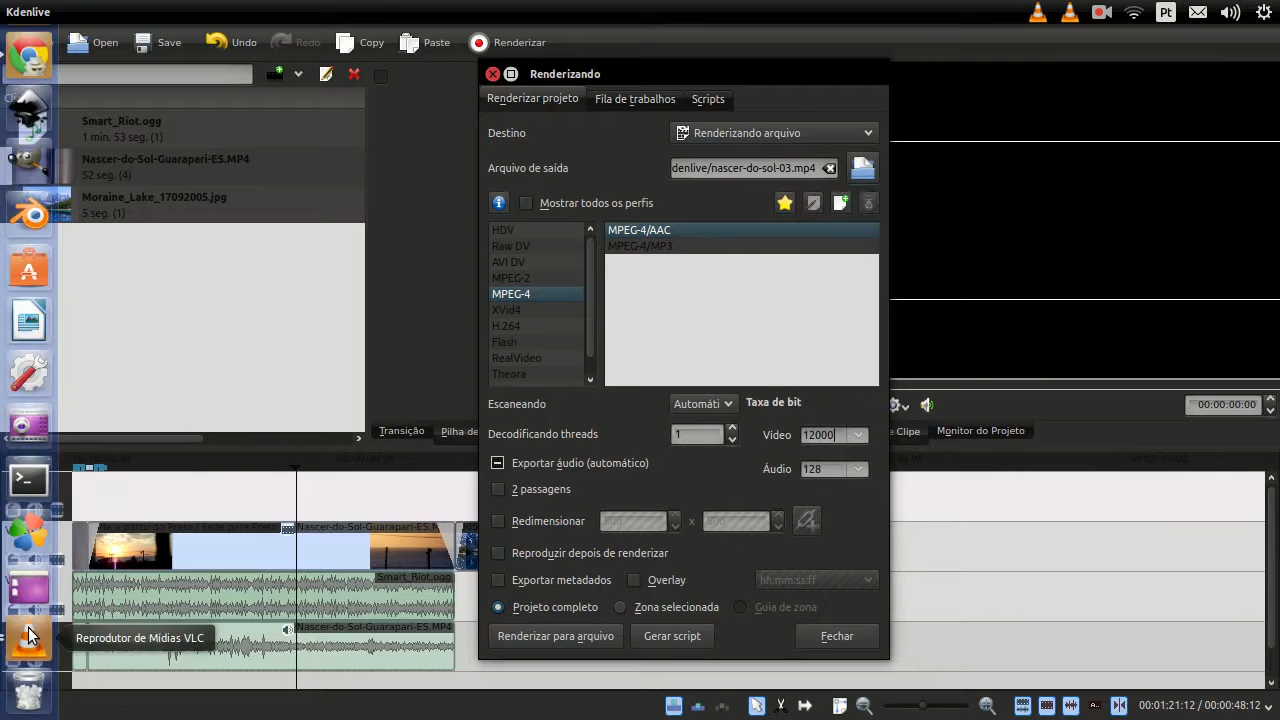 Kdenlive
Pt
Open
Save
Undo
Redo
Copy
Paste
Renderizar
Smart_Riot.ogg
1 min. 53 seg. (1)
Nascer-do-Sol-Guarapari-ES.MP4
52 seg. (4)
Moraine_Lake_17092005.jpg
5 seg. (1)
Renderizando
Renderizar projeto
Fila de trabalhos
Scripts
Destino
Renderizando arquivo
Arquivo de saída
denlive/nascer-do-sol-03.mp4
Mostrar todos os perfis
HDV
Raw DV
AVI DV
MPEG-2
MPEG-4
XVid4
H.264
Flash
RealVideo
Theora
MPEG-4/AAC
MPEG-4/MP3
Escaneando
Automáti
Taxa de bit
Decodificando threads
1
Vídeo
12000
Exportar áudio (automático)
Áudio
128
2 passagens
Redimensionar
x
Reproduzir depois de renderizar
Exportar metadados
Overlay
hh:mm:ss:ff
Projeto completo
Zona selecionada
Guia de zona
Renderizar para arquivo
Gerar script
Fechar
00:00:00:00
Transição
Pilha de
e Clipe
Monitor do Projeto
Nascer-do-Sol-Guarapari-ES.M
Smart_Riot.ogg
Nascer-do-Sol-Guarapari-ES.MP4
Reprodutor de Mídias VLC
00:01:21:12 / 00:00:48:12